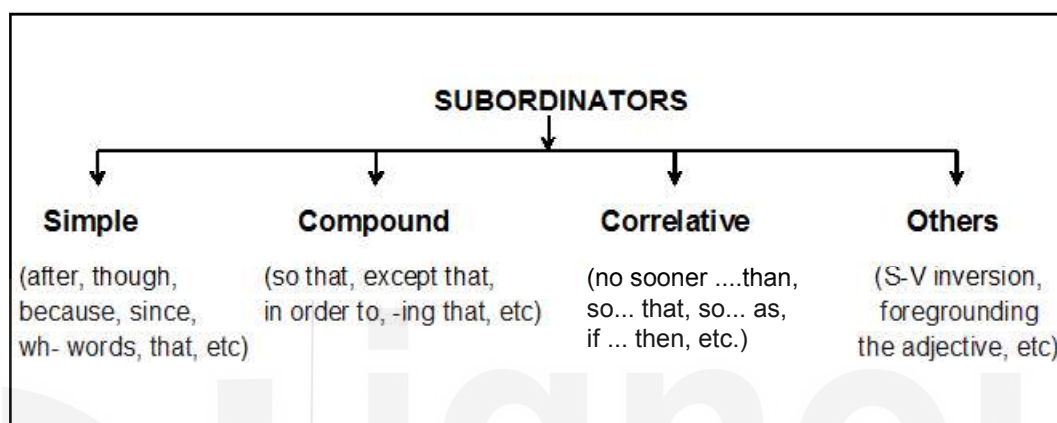 SUBORDINATORS
Simple
(after, though,
because, since,
wh- words, that, etc)
Compound
(so that, except that,
in order to, -ing that, etc)
Correlative
(no sooner ....than,
so... that, so... as,
if ... then, etc.)
Others
(S-V inversion,
foregrounding
the adjective, etc)